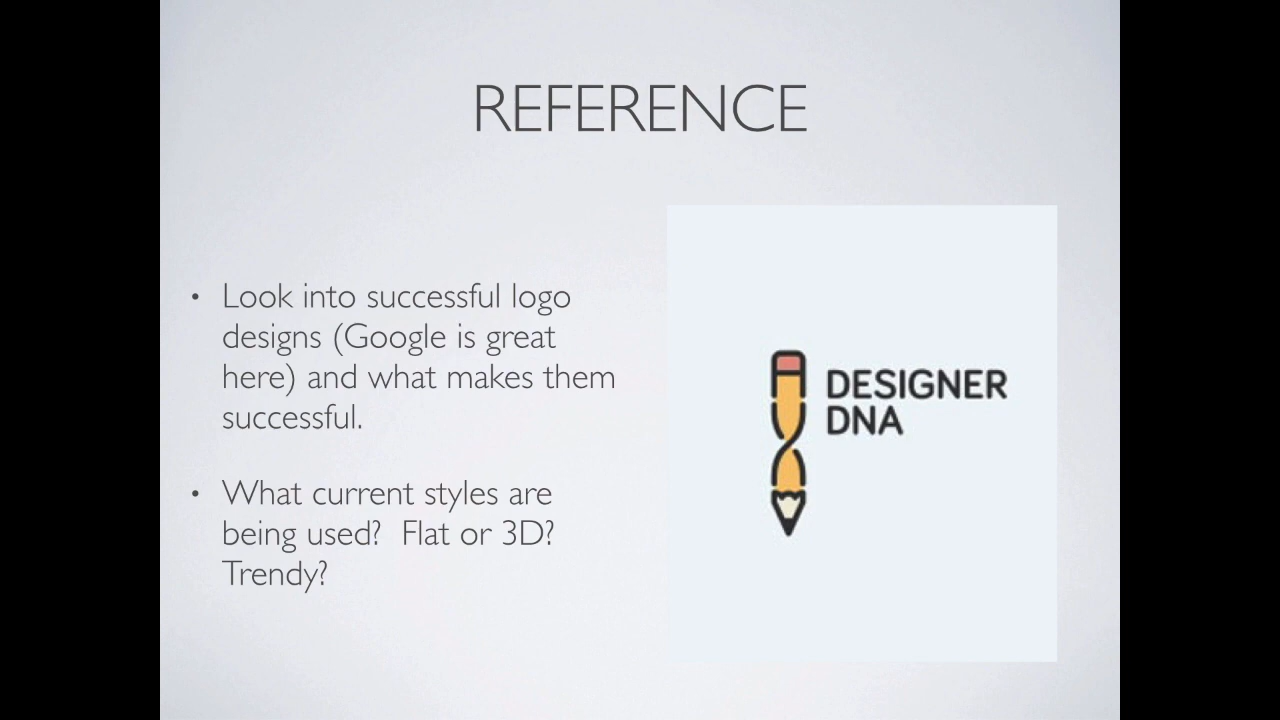 REFERENCE
• Look into successful logo
designs (Google is great
here) and what makes them
successful.
• What current styles are
being used?  Flat or 3D?
Trendy?
DESIGNER
DNA